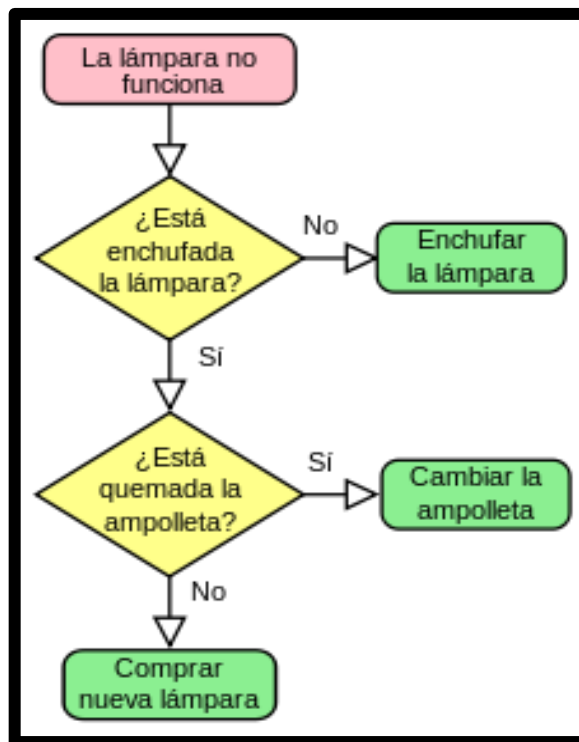 La lámpara no
funciona
¿Está
enchufada
la lámpara?
No
Enchufar
la lámpara
Sí
¿Está
quemada la
ampolleta?
Sí
Cambiar la
ampolleta
No
Comprar
nueva lámpara